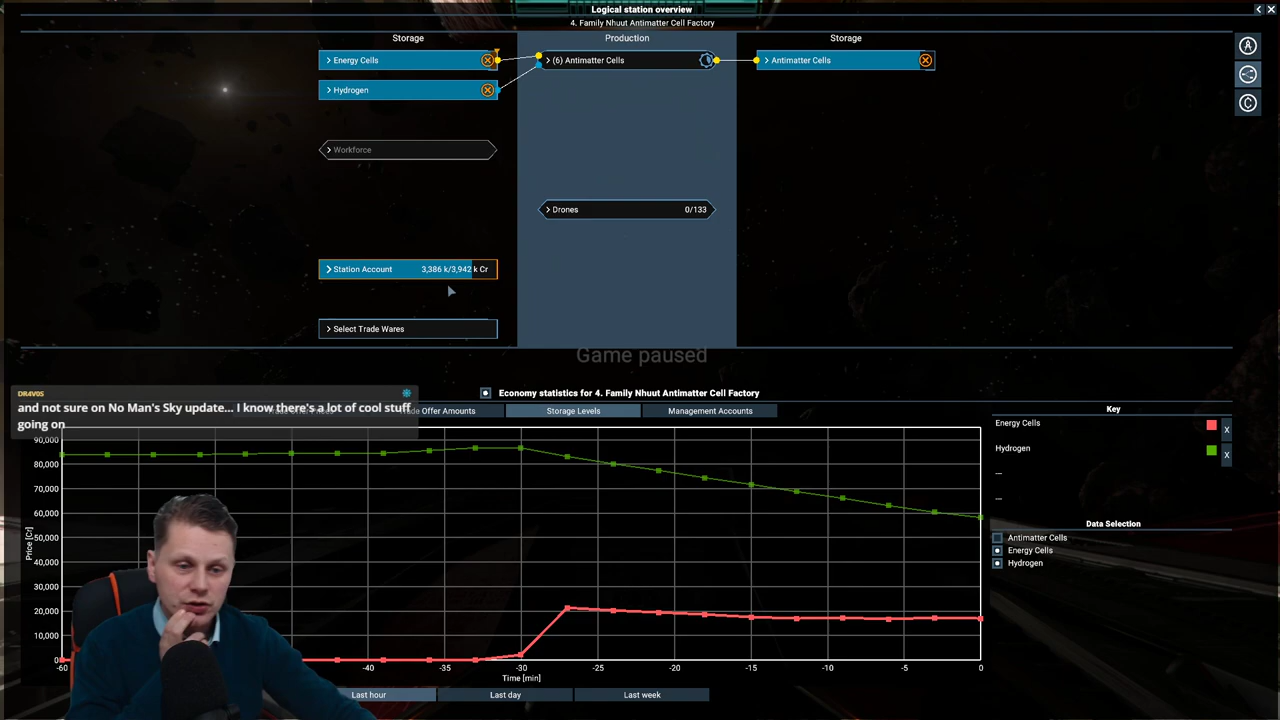 Logical station overview
4. Family Nhuut Antimatter Cell Factory
Storage
Production
Storage
Energy Cells
(6) Antimatter Cells
Antimatter Cells
Hydrogen
Workforce
Drones 0/133
Station Account 3,386 k/3,942 k Cr
Select Trade Wares
Game paused
DR4V0S
and not sure on No Man's Sky update... I know there's a lot of cool stuff
going on
Economy statistics for 4. Family Nhuut Antimatter Cell Factory
Offer Amounts
Storage Levels
Management Accounts
Key
Energy Cells
X
Hydrogen
X
---
---
Data Selection
Antimatter Cells
Energy Cells
Hydrogen
90,000
80,000
70,000
60,000
50,000
40,000
30,000
20,000
10,000
0
Price [Cr]
-60
-40
-35
-30
-25
-20
-15
-10
-5
0
Time [min]
Last hour
Last day
Last week